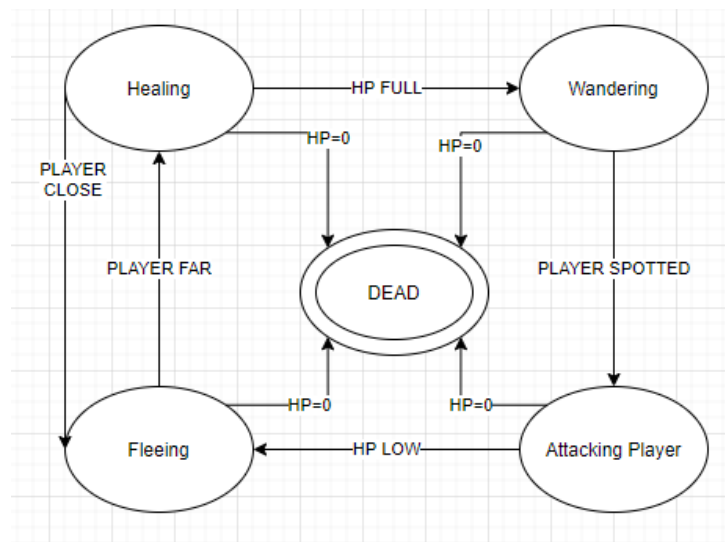 Healing
HP FULL
Wandering
HP=0
HP=0
PLAYER
CLOSE
PLAYER FAR
DEAD
PLAYER SPOTTED
HP=0
HP=0
Fleeing
HP LOW
Attacking Player